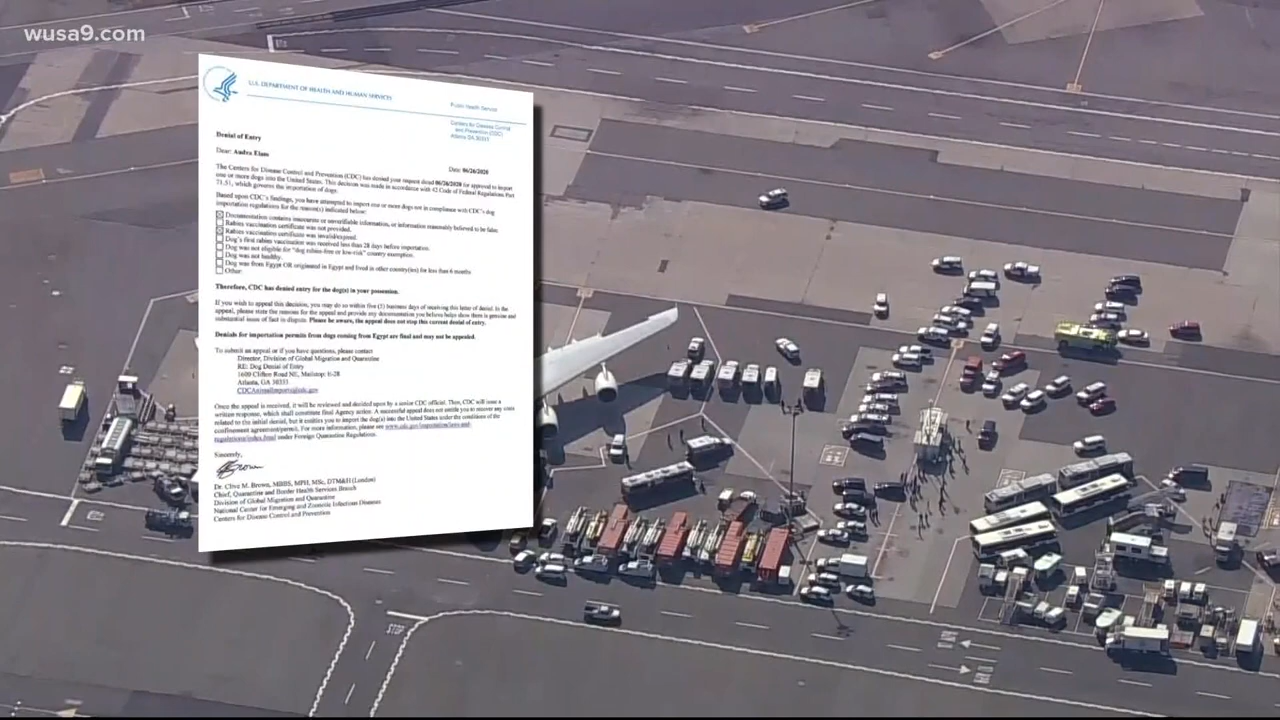 wusa9.com
U.S. DEPARTMENT OF HEALTH AND HUMAN SERVICES
Public Health Service
Centers for Disease Control
and Prevention (CDC)
Atlanta GA 30333
Denial of Entry
Dear: Audra Elam
Date: 06/26/2020
The Centers for Disease Control and Prevention (CDC) has denied your request dated 06/26/2020 for approval to import
one or more dogs into the United States. This decision was made in accordance with 42 Code of Federal Regulations Part
71.51, which governs the importation of dogs.
Based upon CDC's findings, you have attempted to import one or more dogs not in compliance with CDC's dog
importation regulations for the reason(s) indicated below:
Documentation contains inaccurate or unverifiable information, or information reasonably believed to be false
Rabies vaccination certificate was not provided.
Rabies vaccination certificate was invalid/expired.
Dog's first rabies vaccination was received less than 28 days before importation.
Dog was not eligible for "dog rabies-free or low-risk" country exemption.
Dog was not healthy.
Dog was from Egypt OR originated in Egypt and lived in other country(ies) for less than 6 months
Other:
Therefore, CDC has denied entry for the dog(s) in your possession.
If you wish to appeal this decision, you may do so within five (5) business days of receiving this letter of denial. In the
appeal, please state the reasons for the appeal and provide any documentation you believe helps show there is genuine and
substantial issue of fact in dispute. Please be aware, the appeal does not stop this current denial of entry.
Denials for importation permits from dogs coming from Egypt are final and may not be appealed.
To submit an appeal or if you have questions, please contact
Director, Division of Global Migration and Quarantine
RE: Dog Denial of Entry
1600 Clifton Road NE, Mailstop: E-28
Atlanta, GA 30333
CDCAnimalImports@cdc.gov
Once the appeal is received, it will be reviewed and decided upon by a senior CDC official. Then, CDC will issue a
written response, which shall constitute final Agency action. A successful appeal does not entitle you to recover any costs
related to the initial denial, but it entitles you to import the dog(s) into the United States under the conditions of the
confinement agreement/permit. For more information, please see www.cdc.gov/importation/laws-and-
regulations/index.html under Foreign Quarantine Regulations.
Sincerely,
Dr. Clive M. Brown, MBBS, MPH, MSc, DTM&H (London)
Chief, Quarantine and Border Health Services Branch
Division of Global Migration and Quarantine
National Center for Emerging and Zoonotic Infectious Diseases
Centers for Disease Control and Prevention
STOP